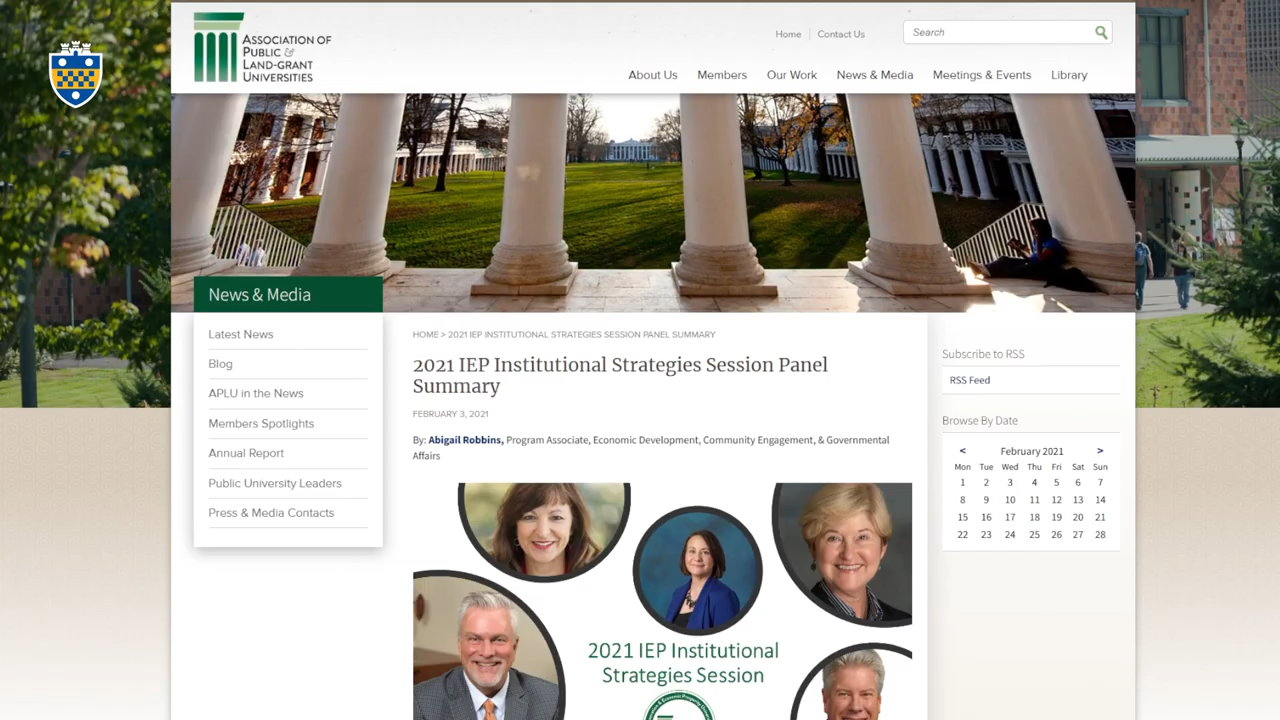 ASSOCIATION OF
PUBLIC &
LAND-GRANT
UNIVERSITIES
Home
Contact Us
Search
About Us
Members
Our Work
News & Media
Meetings & Events
Library
News & Media
Latest News
Blog
APLU in the News
Members Spotlights
Annual Report
Public University Leaders
Press & Media Contacts
HOME > 2021 IEP INSTITUTIONAL STRATEGIES SESSION PANEL SUMMARY
2021 IEP Institutional Strategies Session Panel
Summary
FEBRUARY 3, 2021
By: Abigail Robbins, Program Associate, Economic Development, Community Engagement, & Governmental
Affairs
2021 IEP Institutional
Strategies Session
Subscribe to RSS
RSS Feed
Browse By Date
< February 2021 >
Mon Tue Wed Thu Fri Sat Sun
1 2 3 4 5 6 7
8 9 10 11 12 13 14
15 16 17 18 19 20 21
22 23 24 25 26 27 28